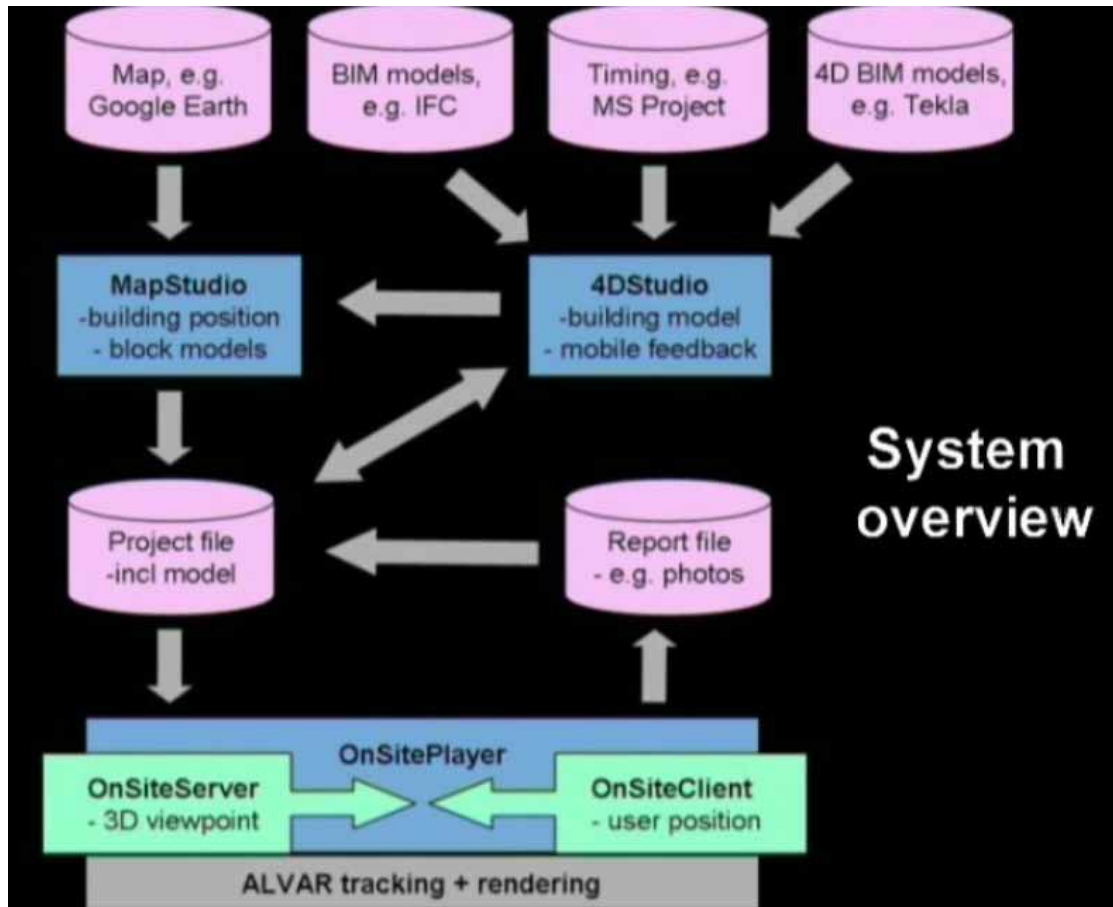 Map, e.g.
Google Earth
BIM models,
e.g. IFC
Timing, e.g.
MS Project
4D BIM models,
e.g. Tekla
MapStudio
-building position
- block models
4DStudio
-building model
- mobile feedback
System
overview
Project file
-incl model
Report file
- e.g. photos
OnSitePlayer
OnSiteServer
- 3D viewpoint
OnSiteClient
- user position
ALVAR tracking + rendering